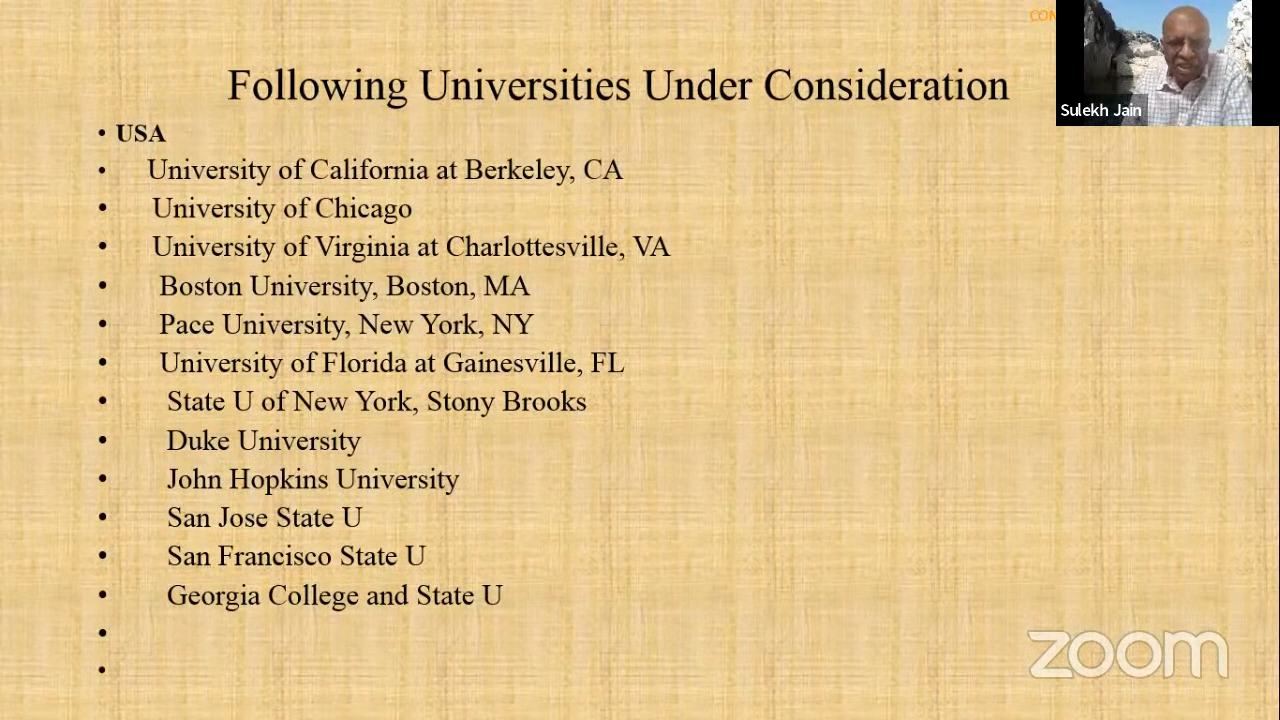 Following Universities Under Consideration
Sulekh Jain
• USA
• University of California at Berkeley, CA
• University of Chicago
• University of Virginia at Charlottesville, VA
• Boston University, Boston, MA
• Pace University, New York, NY
• University of Florida at Gainesville, FL
• State U of New York, Stony Brooks
• Duke University
• John Hopkins University
• San Jose State U
• San Francisco State U
• Georgia College and State U
•
•
zoom